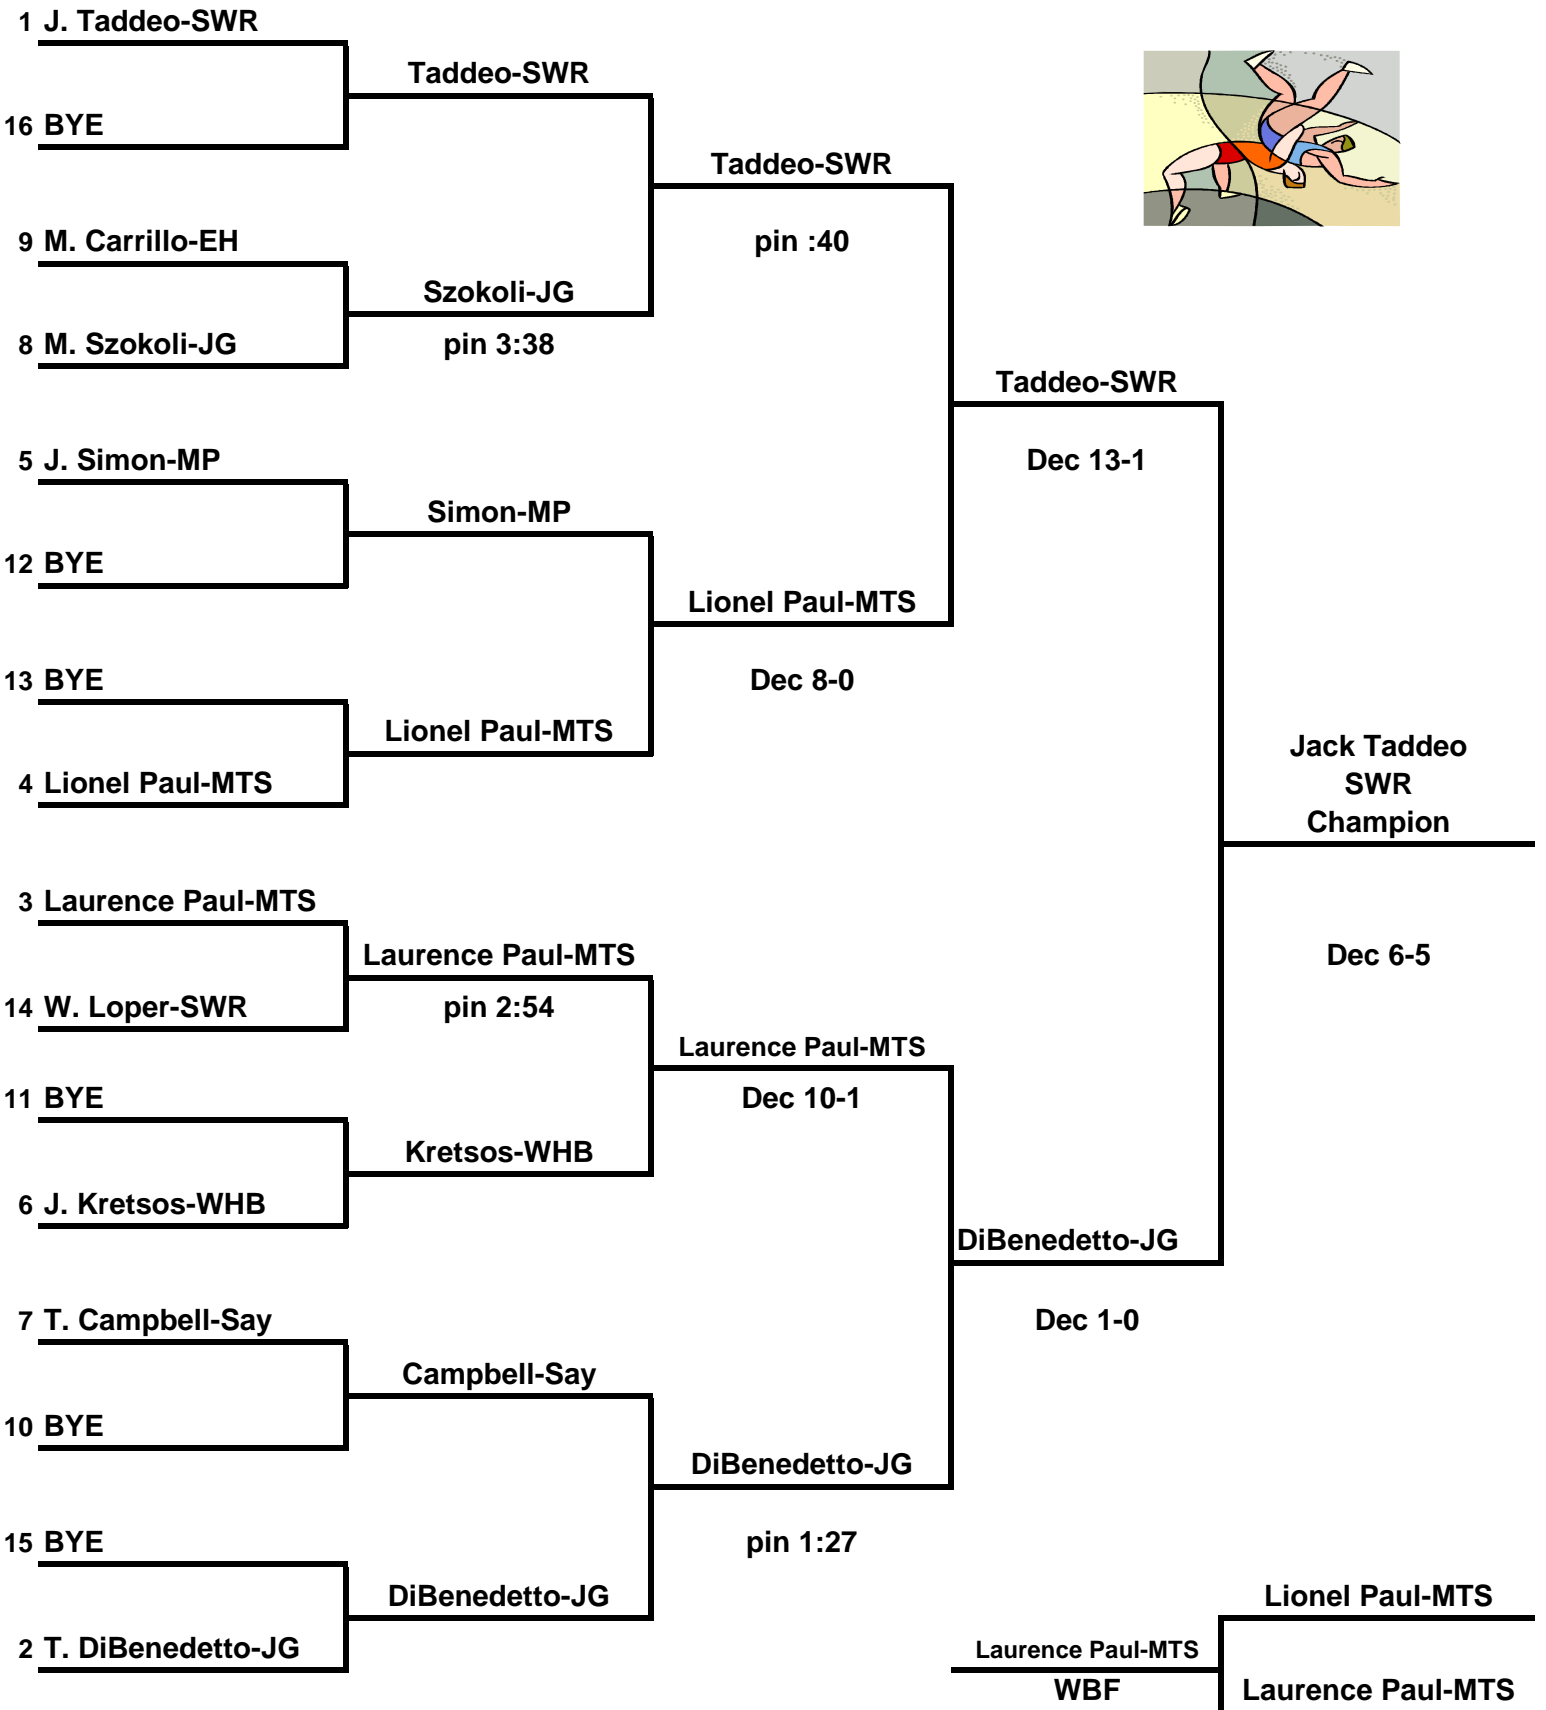 1 J. Taddeo-SWR
Taddeo-SWR
16 BYE
Taddeo-SWR
9 M. Carrillo-EH
pin :40
Szokoli-JG
8 M. Szokoli-JG
pin 3:38
Taddeo-SWR
5 J. Simon-MP
Dec 13-1
Simon-MP
12 BYE
Lionel Paul-MTS
13 BYE
Dec 8-0
Lionel Paul-MTS
4 Lionel Paul-MTS
Jack Taddeo
SWR
Champion
3 Laurence Paul-MTS
Laurence Paul-MTS
Dec 6-5
14 W. Loper-SWR
pin 2:54
Laurence Paul-MTS
11 BYE
Dec 10-1
Kretsos-WHB
6 J. Kretsos-WHB
DiBenedetto-JG
7 T. Campbell-Say
Dec 1-0
Campbell-Say
10 BYE
DiBenedetto-JG
15 BYE
pin 1:27
DiBenedetto-JG
Lionel Paul-MTS
2 T. DiBenedetto-JG
Laurence Paul-MTS
WBF
Laurence Paul-MTS